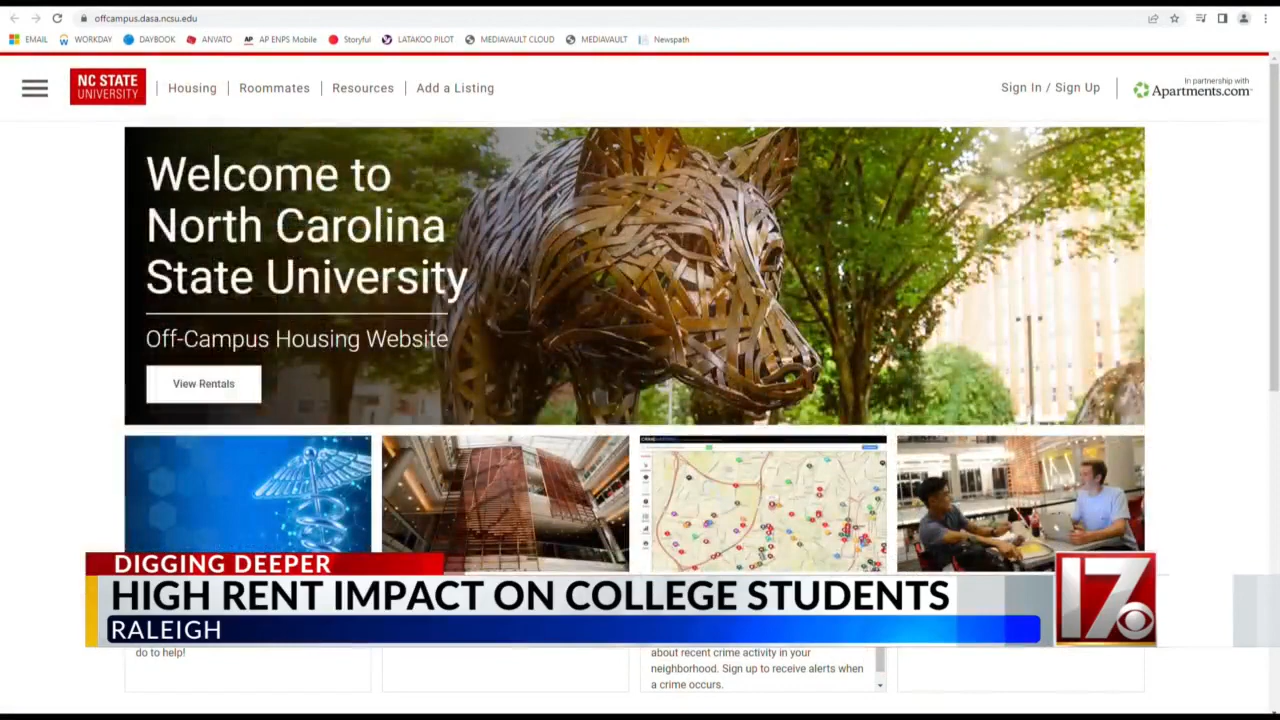 offcampus.dasa.ncsu.edu
EMAIL WORKDAY DAYBOOK ANVATO AP AP ENPS Mobile Storyful LATAKOO PILOT MEDIAVAULT CLOUD MEDIAVAULT Newspath
NC STATE
UNIVERSITY
Housing Roommates Resources Add a Listing
Sign In / Sign Up
In partnership with
Apartments.com
Welcome to
North Carolina
State University
Off-Campus Housing Website
View Rentals
DIGGING DEEPER
HIGH RENT IMPACT ON COLLEGE STUDENTS
RALEIGH
17
do to help!
about recent crime activity in your
neighborhood. Sign up to receive alerts when
a crime occurs.